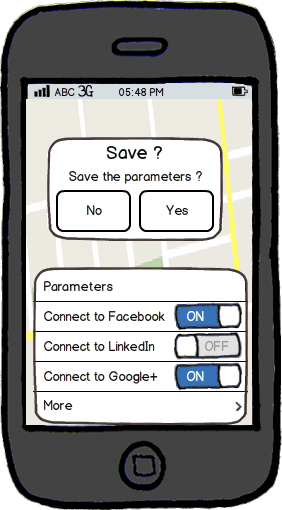 ABC 3G 05:48 PM
Save ?
Save the parameters ?
No Yes
Parameters
Connect to Facebook ON
Connect to LinkedIn OFF
Connect to Google+ ON
More